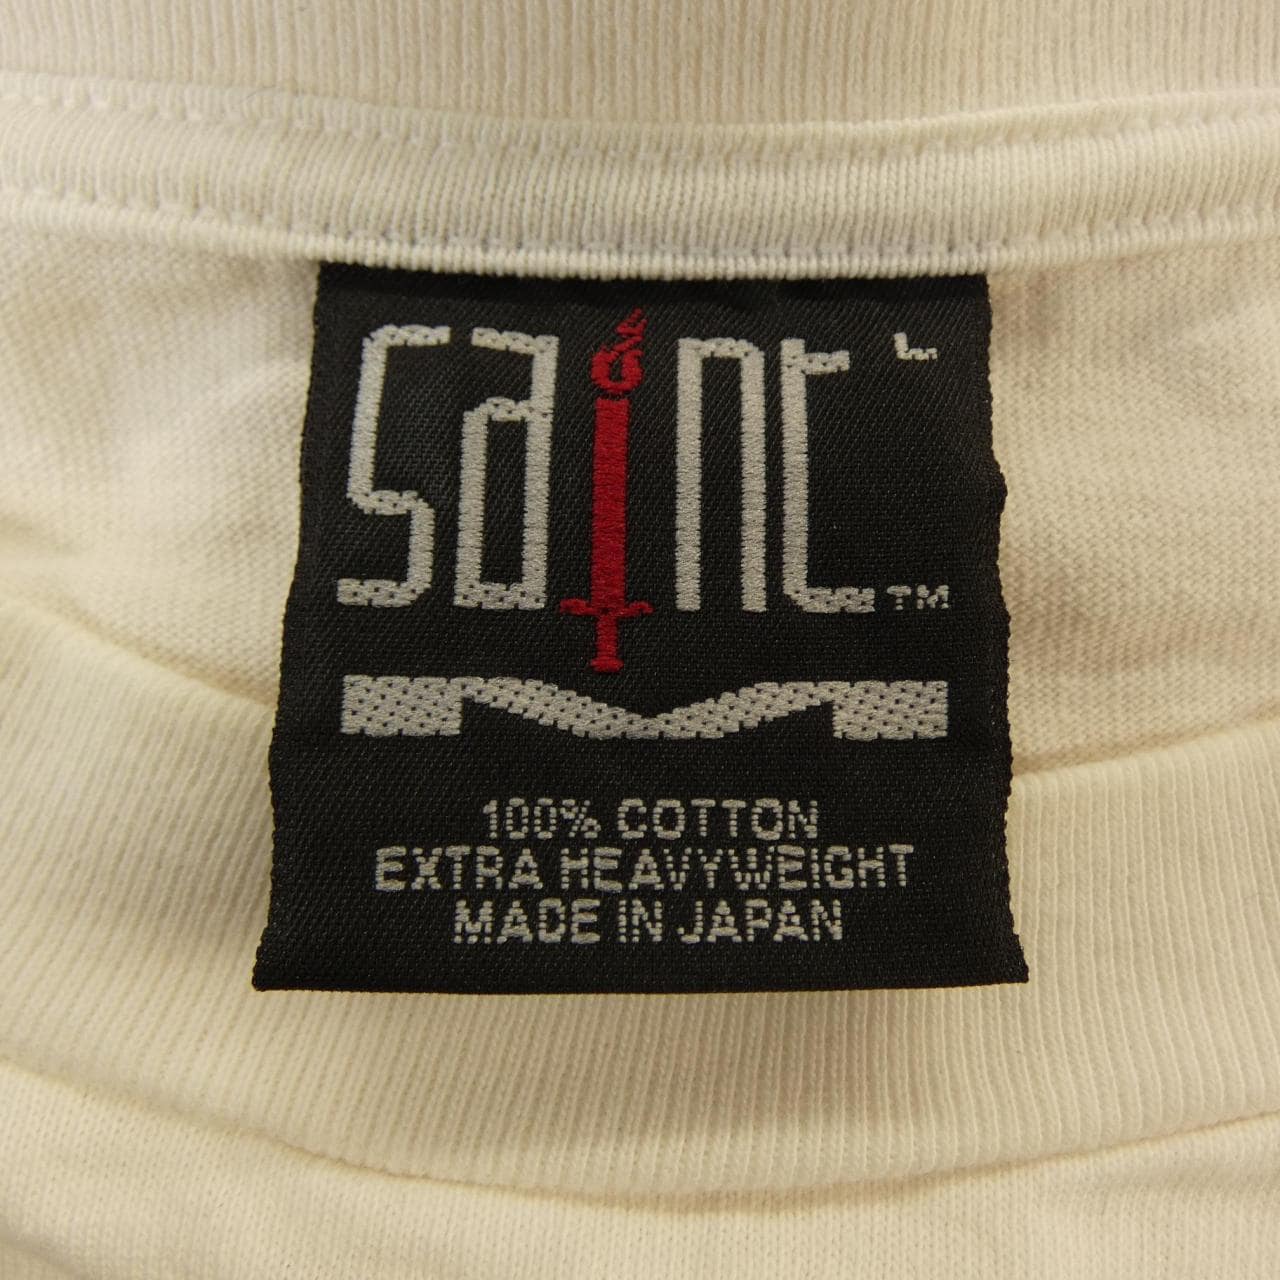 saint L
TM
M
100% COTTON
EXTRA HEAVYWEIGHT
MADE IN JAPAN